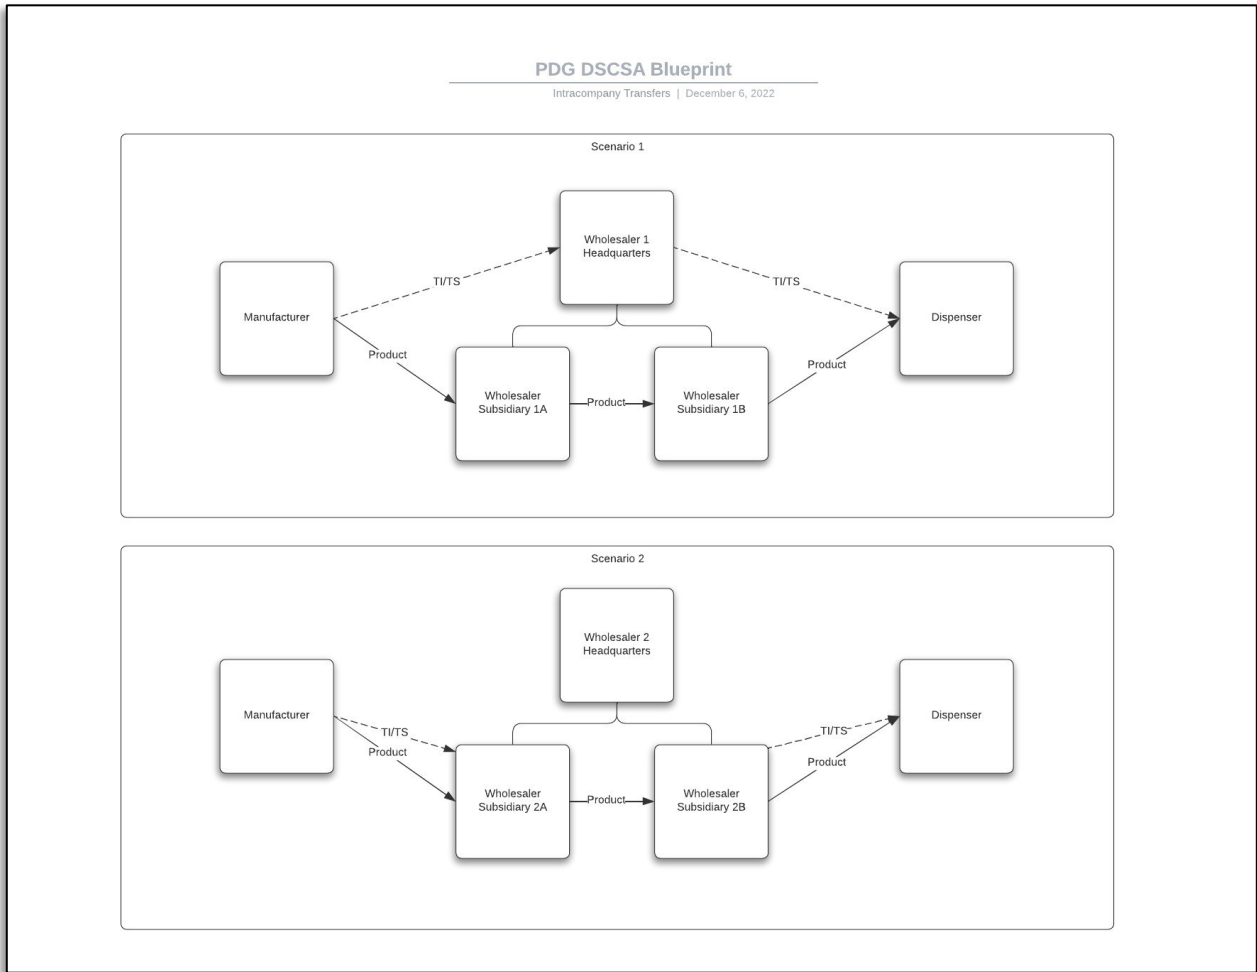 PDG DSCSA Blueprint
Intracompany Transfers | December 6, 2022
Scenario 1
Wholesaler 1
Headquarters
TI/TS
TI/TS
Manufacturer
Dispenser
Product
Product
Wholesaler
Subsidiary 1A
Product
Wholesaler
Subsidiary 1B
Scenario 2
Wholesaler 2
Headquarters
Manufacturer
Dispenser
TI/TS
TI/TS
Product
Product
Wholesaler
Subsidiary 2A
Product
Wholesaler
Subsidiary 2B